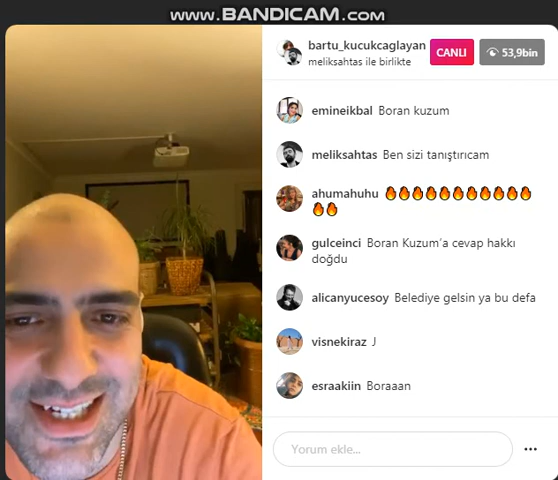 www.BANDICAM.com
bartu_kucukcaglayan
meliksahtas ile birlikte
CANLI
53,9bin
emineikbal Boran kuzum
meliksahtas Ben sizi tanıştırıcam
ahumahuhu 🔥🔥🔥🔥🔥🔥🔥🔥🔥🔥🔥
🔥🔥
gulceinci Boran Kuzum'a cevap hakkı
doğdu
alicanyucesoy Belediye gelsin ya bu defa
visnekiraz J
esraakiin Boraaan
Yorum ekle...